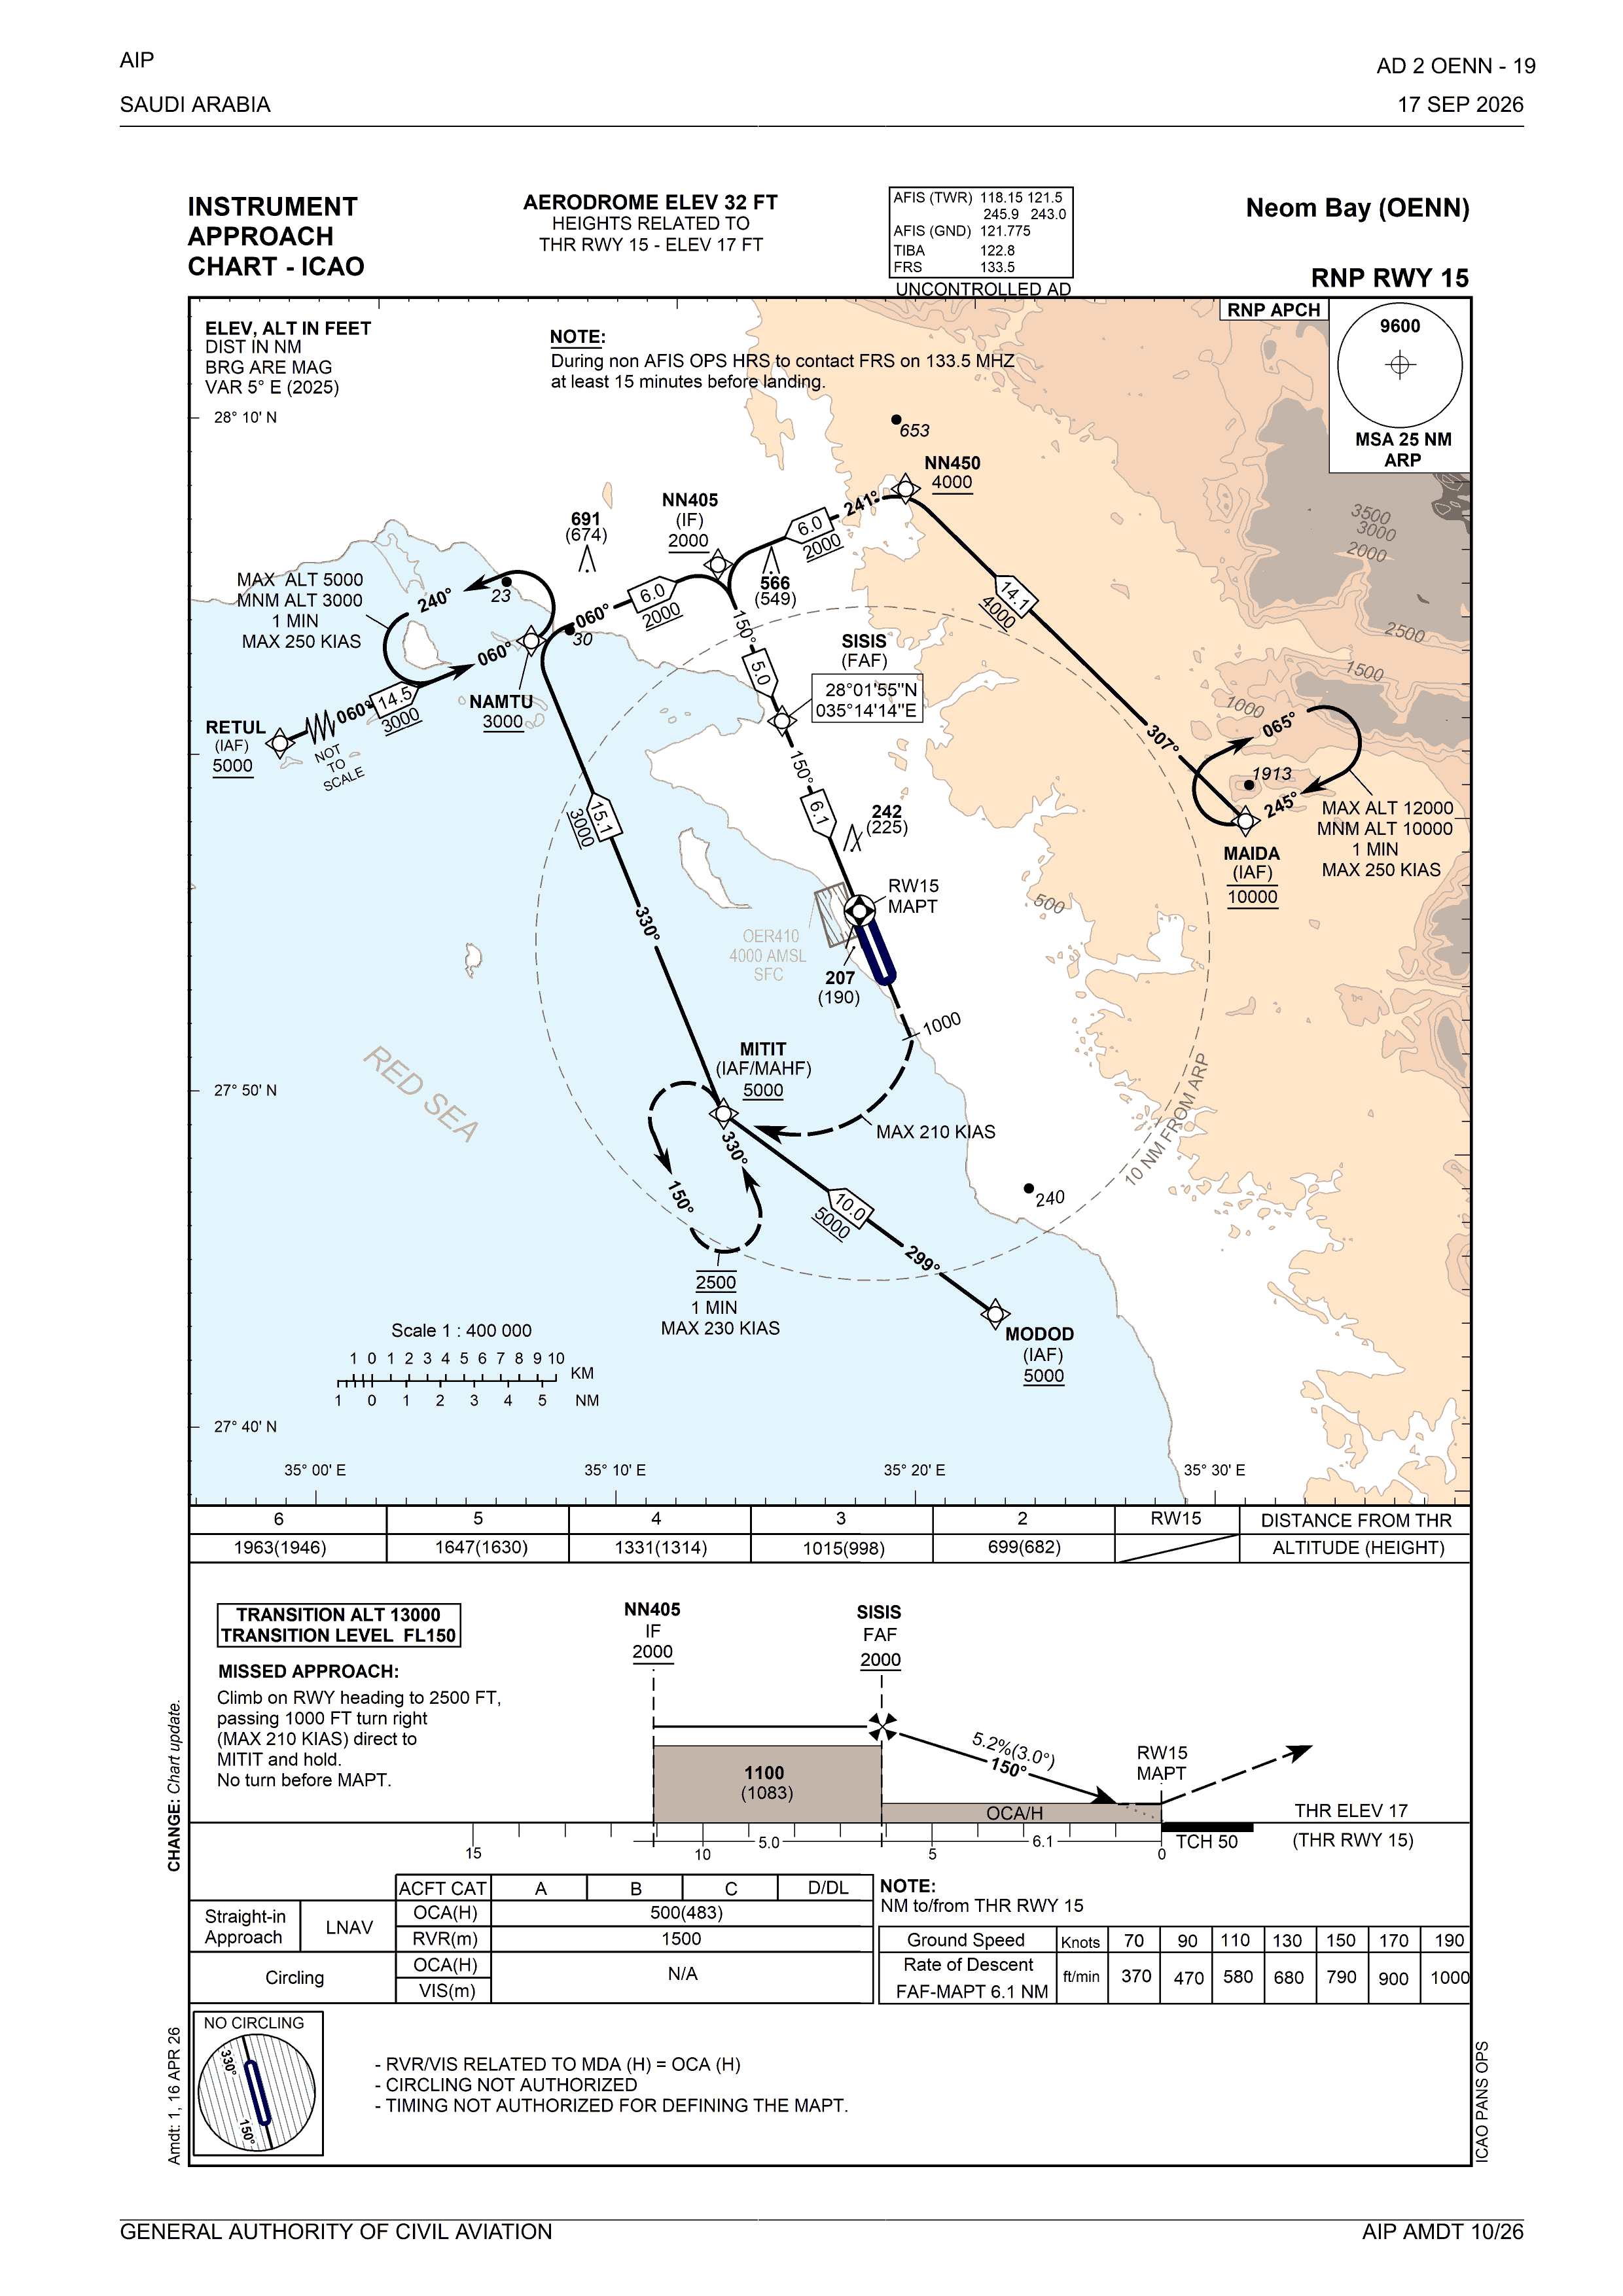 AIP
AD 2 OENN - 19
SAUDI ARABIA
17 SEP 2026
INSTRUMENT
APPROACH
CHART - ICAO
AERODROME ELEV 32 FT
HEIGHTS RELATED TO
THR RWY 15 - ELEV 17 FT
AFIS (TWR) 118.15 121.5
245.9 243.0
AFIS (GND) 121.775
TIBA 122.8
FRS 133.5
UNCONTROLLED AD
Neom Bay (OENN)
RNP RWY 15
ELEV, ALT IN FEET
DIST IN NM
BRG ARE MAG
VAR 5° E (2025)
NOTE:
During non AFIS OPS HRS to contact FRS on 133.5 MHZ
at least 15 minutes before landing.
RNP APCH
9600
MSA 25 NM
ARP
28° 10' N
653
NN450
4000
3500
3000
2000
2500
1500
1000
NN405
(IF)
2000
691
(674)
241°
6.0
2000
566
(549)
MAX ALT 5000
MNM ALT 3000
1 MIN
MAX 250 KIAS
240°
23
060°
30
060°
6.0
2000
150°
5.0
14.1
4000
SISIS
(FAF)
28°01'55"N
035°14'14"E
NAMTU
3000
RETUL
(IAF)
5000
060°
14.5
3000
NOT
TO
SCALE
307°
065°
1913
245°
MAX ALT 12000
MNM ALT 10000
1 MIN
MAX 250 KIAS
MAIDA
(IAF)
10000
15.1
3000
150°
6.1
242
(225)
RW15
MAPT
500
330°
OER410
4000 AMSL
SFC
207
(190)
1000
MITIT
(IAF/MAHF)
5000
RED SEA
27° 50' N
MAX 210 KIAS
10 NM FROM ARP
330°
150°
10.0
5000
240
299°
2500
1 MIN
MAX 230 KIAS
MODOD
(IAF)
5000
Scale 1 : 400 000
1 0 1 2 3 4 5 6 7 8 9 10
KM
1 0 1 2 3 4 5 NM
27° 40' N
35° 00' E 35° 10' E 35° 20' E 35° 30' E
6 5 4 3 2 RW15 DISTANCE FROM THR
1963(1946) 1647(1630) 1331(1314) 1015(998) 699(682) ALTITUDE (HEIGHT)
TRANSITION ALT 13000
TRANSITION LEVEL FL150
MISSED APPROACH:
Climb on RWY heading to 2500 FT,
passing 1000 FT turn right
(MAX 210 KIAS) direct to
MITIT and hold.
No turn before MAPT.
NN405
IF
2000
SISIS
FAF
2000
5.2%(3.0°)
150°
RW15
MAPT
1100
(1083)
OCA/H
THR ELEV 17
(THR RWY 15)
TCH 50
5.0
6.1
15 10 5 0
CHANGE: Chart update.
ACFT CAT A B C D/DL
Straight-in
Approach
LNAV
OCA(H) 500(483)
RVR(m) 1500
Circling
OCA(H)
VIS(m)
N/A
NOTE:
NM to/from THR RWY 15
Ground Speed Knots 70 90 110 130 150 170 190
Rate of Descent
FAF-MAPT 6.1 NM
ft/min 370 470 580 680 790 900 1000
NO CIRCLING
330°
150°
- RVR/VIS RELATED TO MDA (H) = OCA (H)
- CIRCLING NOT AUTHORIZED
- TIMING NOT AUTHORIZED FOR DEFINING THE MAPT.
Amdt: 1, 16 APR 26
ICAO PANS OPS
GENERAL AUTHORITY OF CIVIL AVIATION
AIP AMDT 10/26